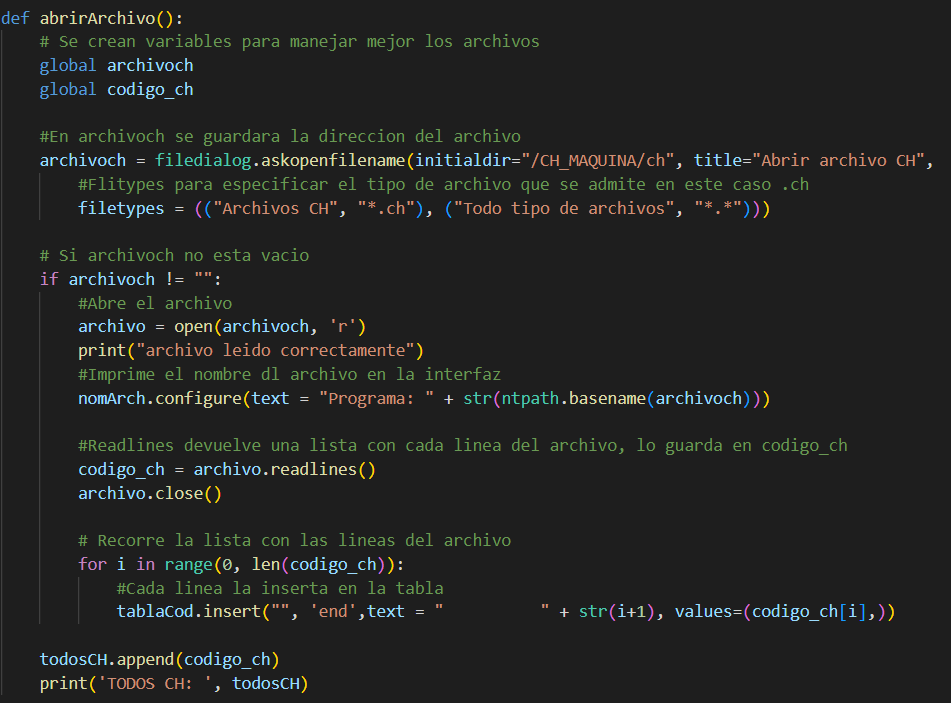 def abrirArchivo():
    # Se crean variables para manejar mejor los archivos
    global archivoch
    global codigo_ch

    #En archivoch se guardara la direccion del archivo
    archivoch = filedialog.askopenfilename(initialdir="/CH_MAQUINA/ch", title="Abrir archivo CH",
        #Flitypes para especificar el tipo de archivo que se admite en este caso .ch
        filetypes = (("Archivos CH", "*.ch"), ("Todo tipo de archivos", "*.*")))

    # Si archivoch no esta vacio
    if archivoch != "":
        #Abre el archivo
        archivo = open(archivoch, 'r')
        print("archivo leido correctamente")
        #Imprime el nombre dl archivo en la interfaz
        nomArch.configure(text = "Programa: " + str(ntpath.basename(archivoch)))

        #Readlines devuelve una lista con cada linea del archivo, lo guarda en codigo_ch
        codigo_ch = archivo.readlines()
        archivo.close()

        # Recorre la lista con las lineas del archivo
        for i in range(0, len(codigo_ch)):
            #Cada linea la inserta en la tabla
            tablaCod.insert("", 'end',text = "          " + str(i+1), values=(codigo_ch[i],))

    todosCH.append(codigo_ch)
    print('TODOS CH: ', todosCH)